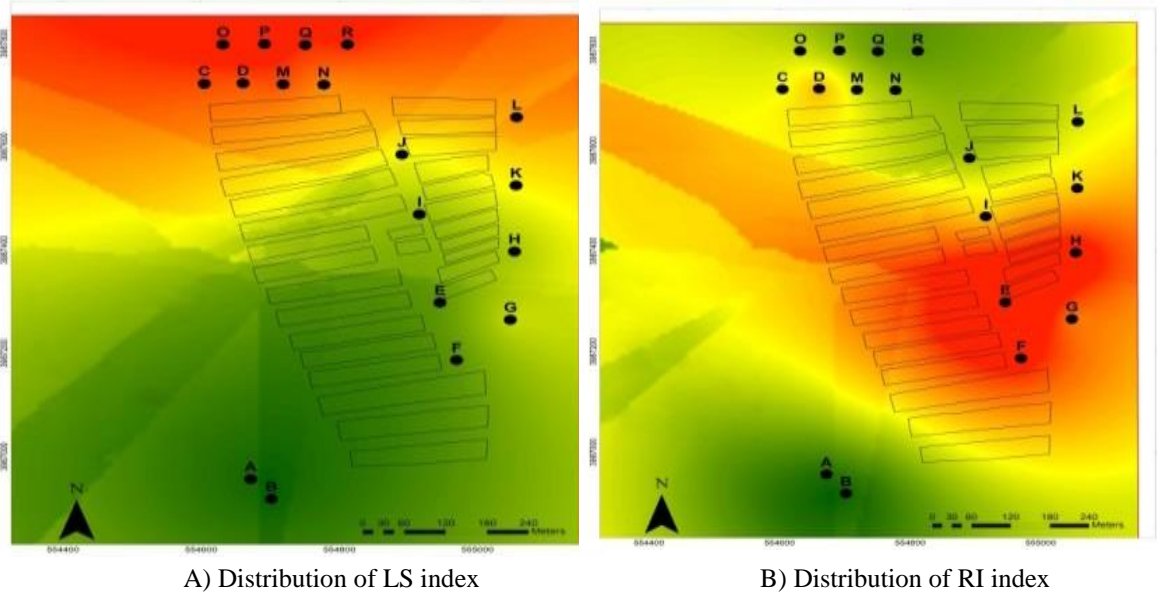 O P Q R
C D M N
L
J
K
I
H
E
G
F
A
B
N
0 30 60 120 180 240
Meters
554400 554600 554800 555000
3987000
A) Distribution of LS index
O P Q R
C D M N
L
J
K
I
H
E
G
F
A
B
N
0 30 60 120 180 240
Meters
554400 554600 554800 555000
B) Distribution of RI index